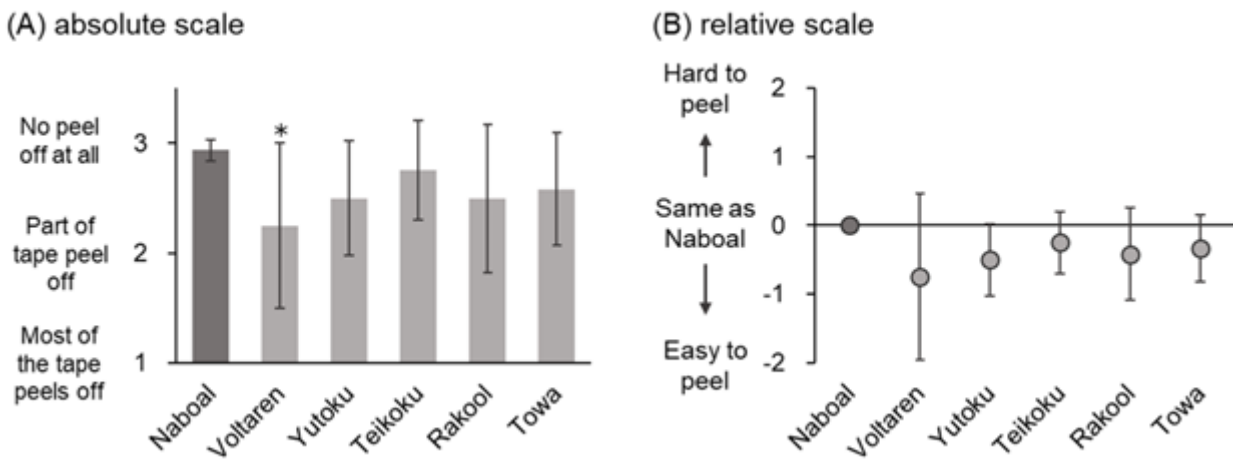 (A) absolute scale
No peel
off at all
Part of
tape peel
off
Most of
the tape
peels off
3
2
1
*
Naboal
Voltaren
Yutoku
Teikoku
Rakool
Towa
(B) relative scale
Hard to
peel
Same as
Naboal
Easy to
peel
2
1
0
-1
-2
Naboal
Voltaren
Yutoku
Teikoku
Rakool
Towa